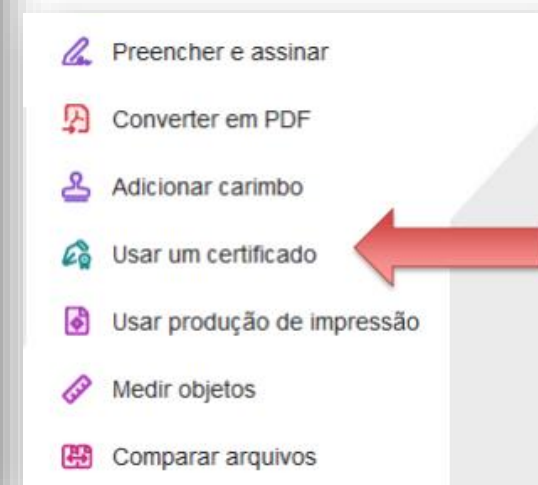 Preencher e assinar
Converter em PDF
Adicionar carimbo
Usar um certificado
Usar produção de impressão
Medir objetos
Comparar arquivos